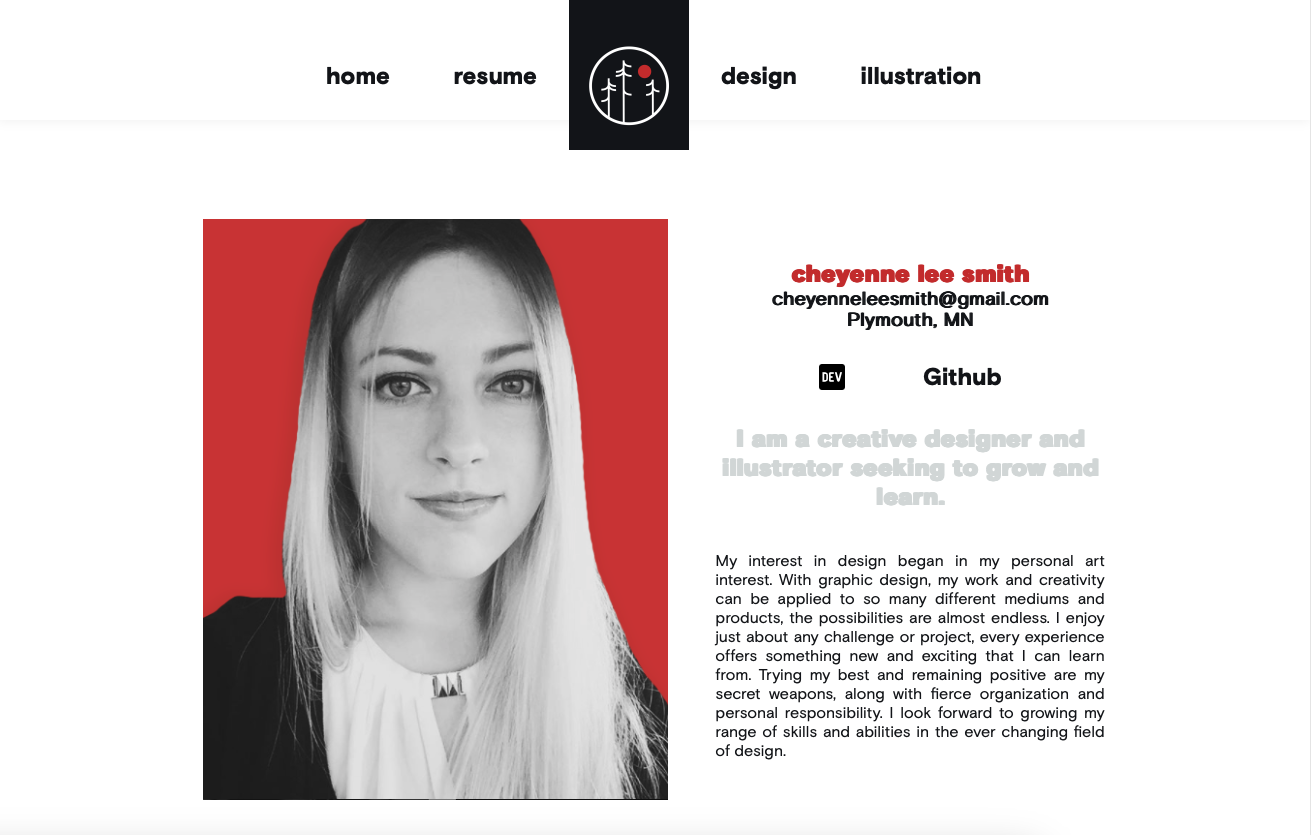 home resume design illustration
cheyenne lee smith
cheyenneleesmith@gmail.com
Plymouth, MN
DEV Github
I am a creative designer and
illustrator seeking to grow and
learn.
My interest in design began in my personal art
interest. With graphic design, my work and creativity
can be applied to so many different mediums and
products, the possibilities are almost endless. I enjoy
just about any challenge or project, every experience
offers something new and exciting that I can learn
from. Trying my best and remaining positive are my
secret weapons, along with fierce organization and
personal responsibility. I look forward to growing my
range of skills and abilities in the ever changing field
of design.